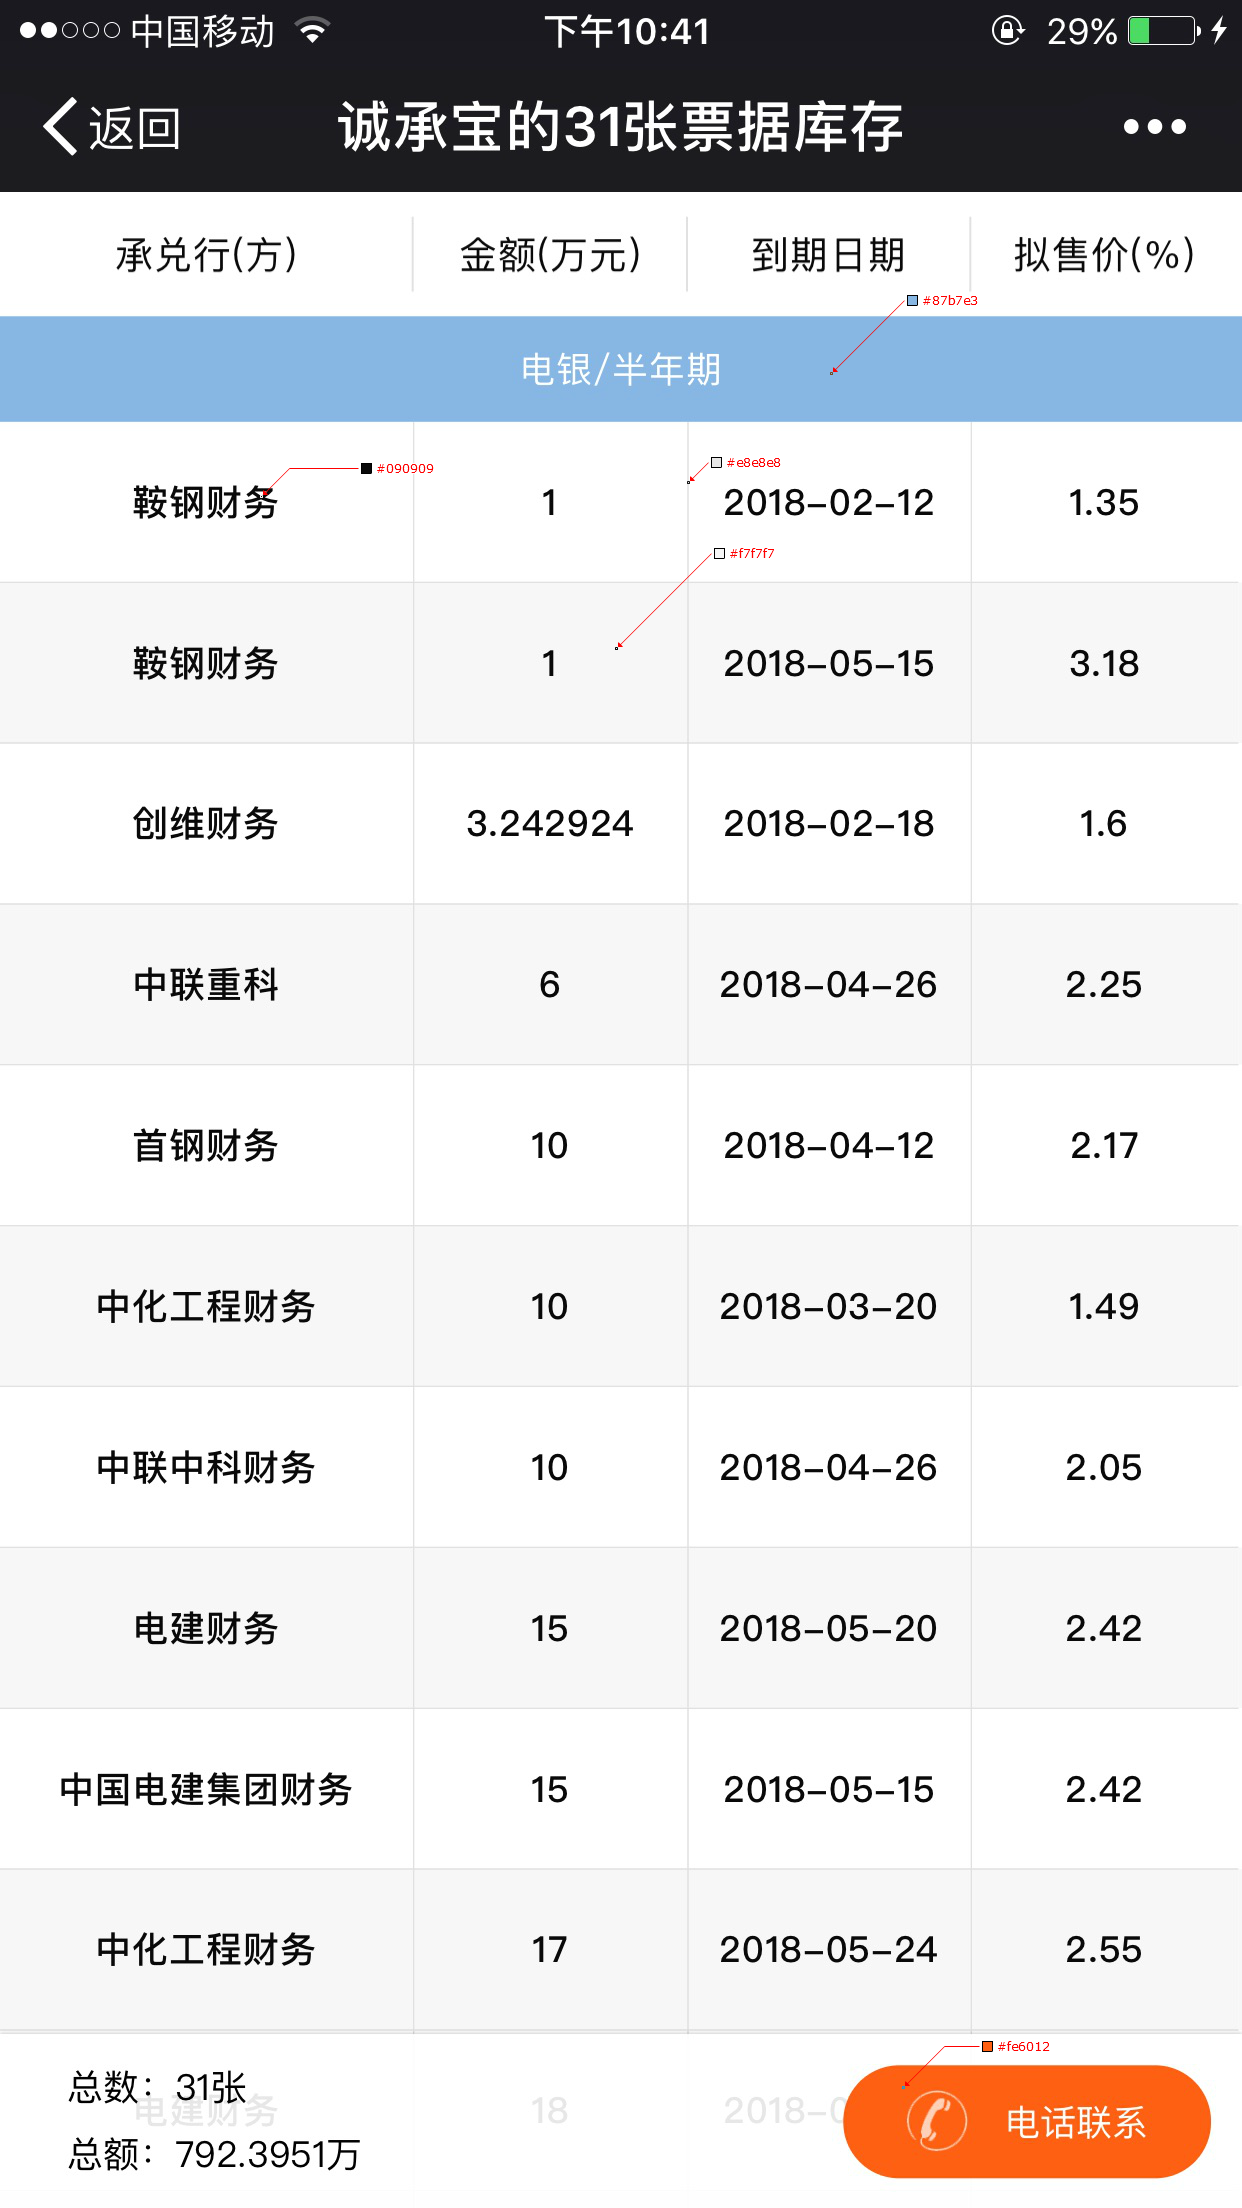 中国移动 下午10:41 29%
返回 诚承宝的31张票据库存
承兑行(方) 金额(万元) 到期日期 拟售价(%)
#87b7e3
电银/半年期
#090909 #e8e8e8
鞍钢财务 1 2018-02-12 1.35
#f7f7f7
鞍钢财务 1 2018-05-15 3.18
创维财务 3.242924 2018-02-18 1.6
中联重科 6 2018-04-26 2.25
首钢财务 10 2018-04-12 2.17
中化工程财务 10 2018-03-20 1.49
中联中科财务 10 2018-04-26 2.05
电建财务 15 2018-05-20 2.42
中国电建集团财务 15 2018-05-15 2.42
中化工程财务 17 2018-05-24 2.55
#fe6012
总数：31张
电建财务 18 2018-0
电话联系
总额：792.3951万